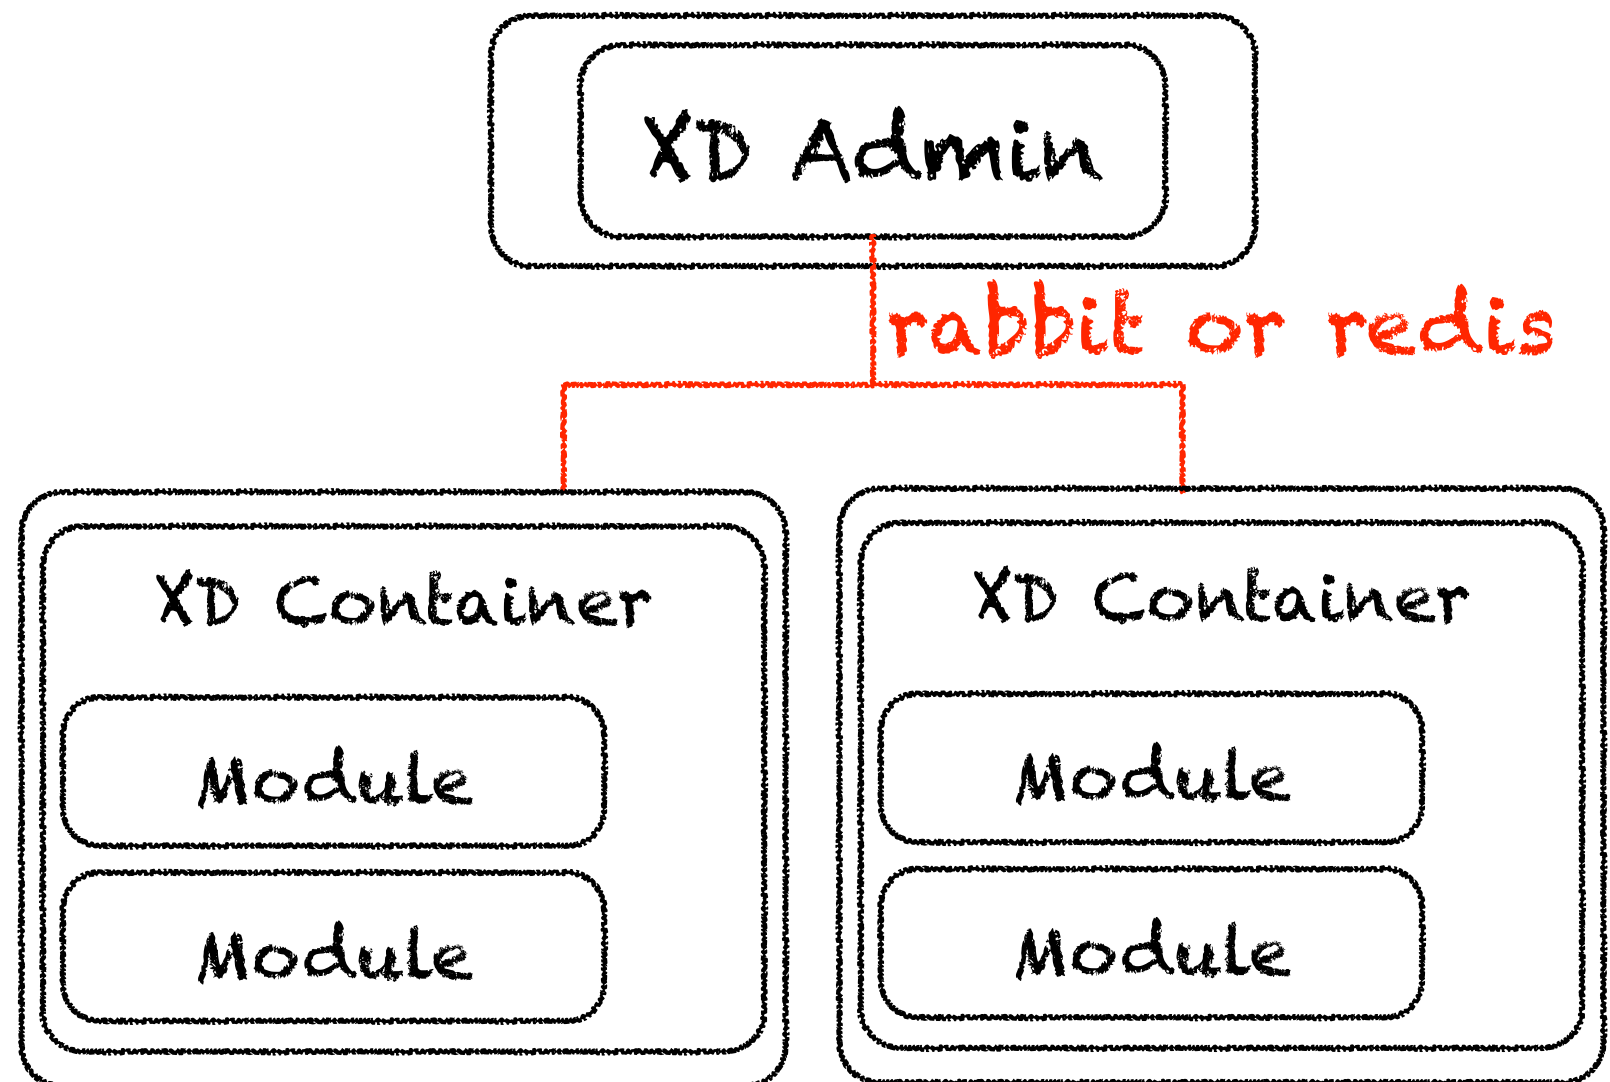 XD Admin
rabbit or redis
XD Container
Module
Module
XD Container
Module
Module